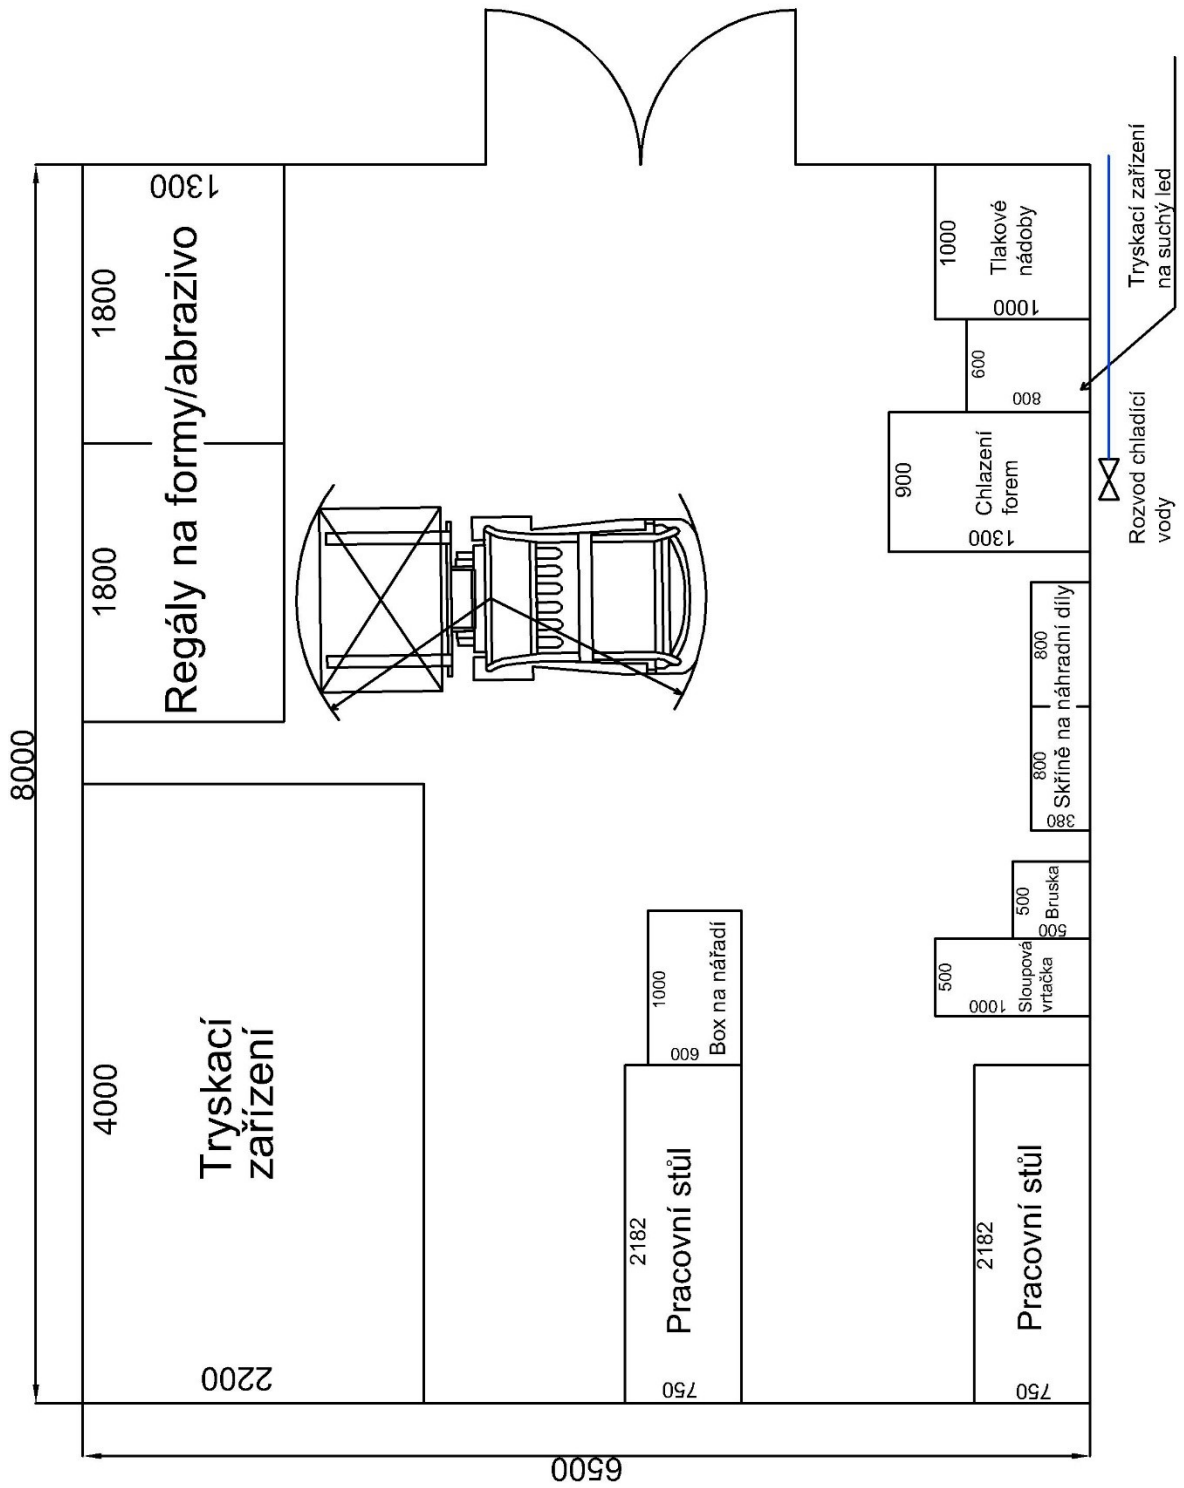 8000
6500
1800
1800
1300
Regály na formy/abrazivo
4000
2200
Tryskací
zařízení
2182
750
Pracovní stůl
1000
600
Box na nářadí
2182
750
Pracovní stůl
500
1000
Sloupová
vrtačka
500
500
Bruska
800
800
380
Skříně na náhradní díly
900
1300
Chlazení
forem
600
800
1000
1000
Tlakové
nádoby
Rozvod chladící
vody
Tryskací zařízení
na suchý led